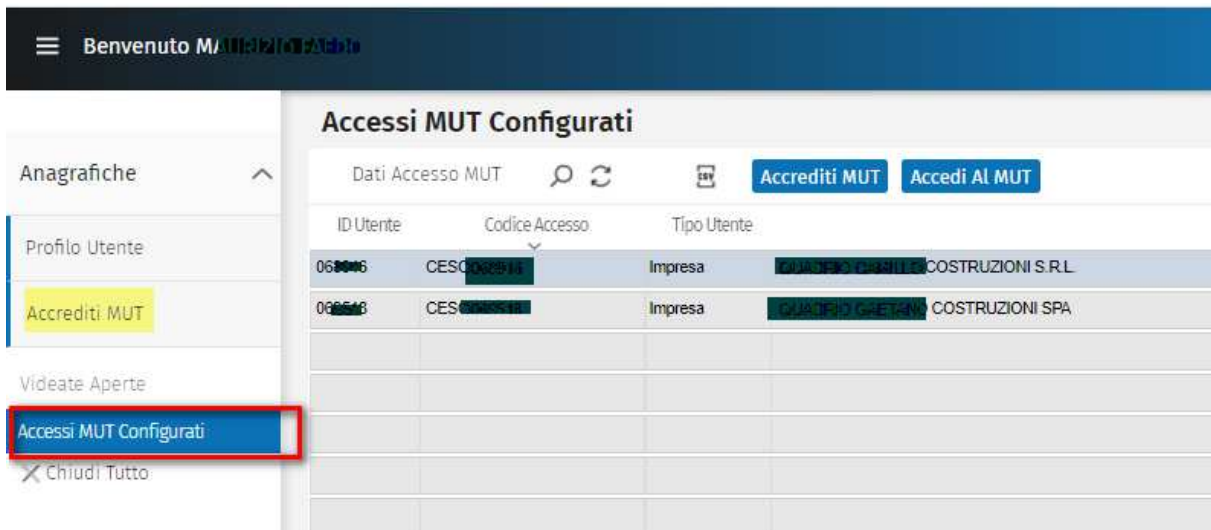 Benvenuto
Accessi MUT Configurati
Anagrafiche
Dati Accesso MUT
CSV
Accrediti MUT
Accedi Al MUT
ID Utente
Codice Accesso
Tipo Utente
Profilo Utente
Impresa
COSTRUZIONI S.R.L.
Accrediti MUT
Impresa
COSTRUZIONI SPA
Videate Aperte
Accessi MUT Configurati
Chiudi Tutto